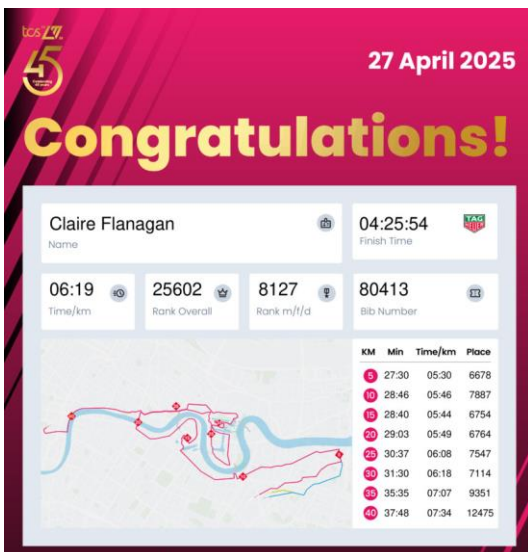 tcs
45
27 April 2025
Congratulations!
Claire Flanagan
Name
04:25:54
TAG HEUER
Finish Time
06:19
Time/km
25602
Rank Overall
8127
Rank m/f/d
80413
Bib Number
KM Min Time/km Place
5 27:30 05:30 6678
10 28:46 05:46 7887
15 28:40 05:44 6754
20 29:03 05:49 6764
25 30:37 06:08 7547
30 31:30 06:18 7114
35 35:35 07:07 9351
40 37:48 07:34 12475